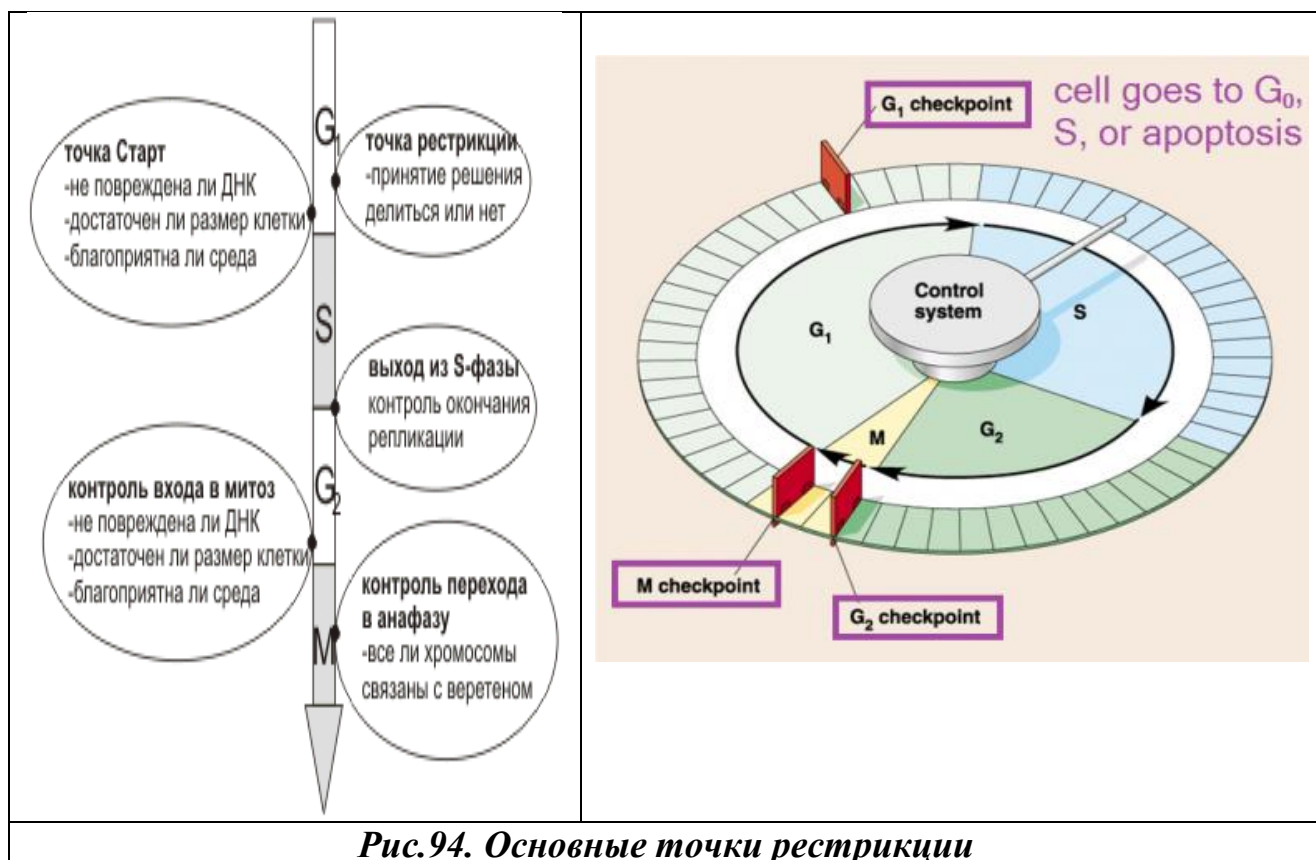 G₁
точка Старт
-не повреждена ли ДНК
-достаточен ли размер клетки
-благоприятна ли среда
точка рестрикции
-принятие решения
делиться или нет
S
выход из S-фазы
контроль окончания
репликации
G₂
контроль входа в митоз
-не повреждена ли ДНК
-достаточен ли размер клетки
-благоприятна ли среда
контроль перехода
в анафазу
-все ли хромосомы
связаны с веретеном
M
G₁ checkpoint
cell goes to G₀,
S, or apoptosis
Control
system
G₁
S
M
G₂
M checkpoint
G₂ checkpoint
Рис.94. Основные точки рестрикции